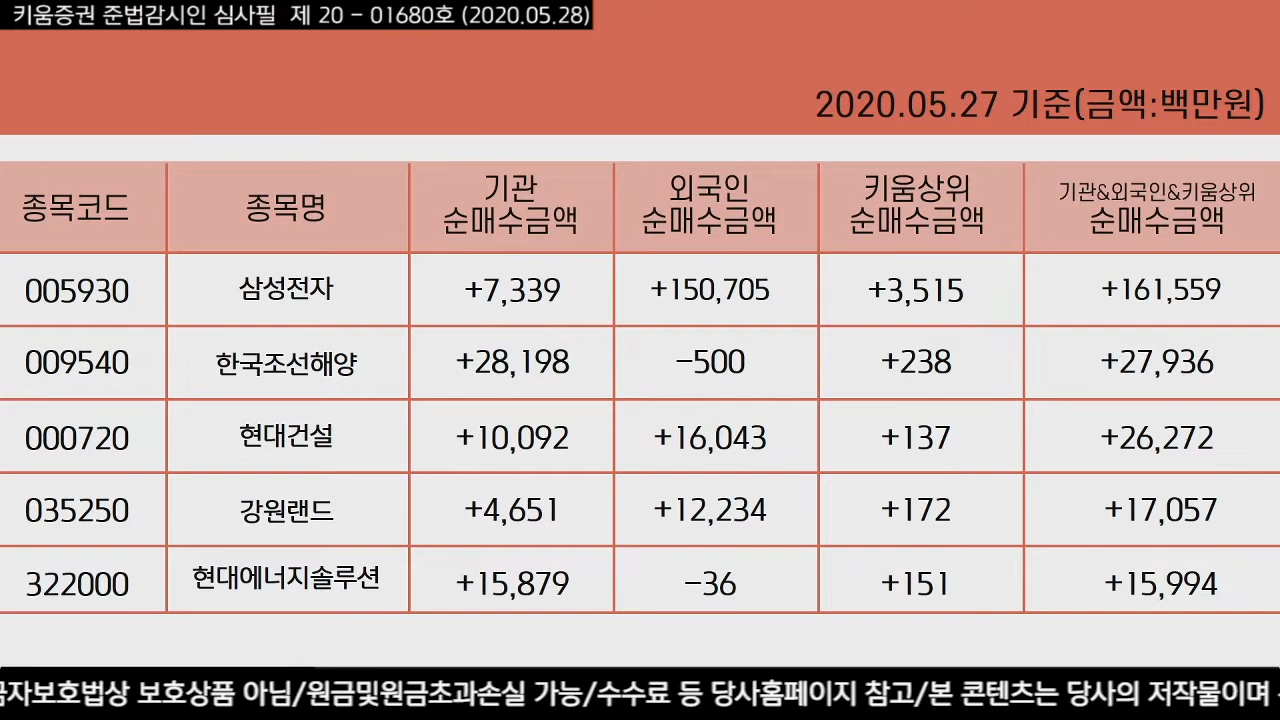 키움증권 준법감시인 심사필 제 20 - 01680호 (2020.05.28)
2020.05.27 기준(금액:백만원)
종목코드 종목명 기관 순매수금액 외국인 순매수금액 키움상위 순매수금액 기관&외국인&키움상위 순매수금액
005930 삼성전자 +7,339 +150,705 +3,515 +161,559
009540 한국조선해양 +28,198 -500 +238 +27,936
000720 현대건설 +10,092 +16,043 +137 +26,272
035250 강원랜드 +4,651 +12,234 +172 +17,057
322000 현대에너지솔루션 +15,879 -36 +151 +15,994
금자보호법상 보호상품 아님/원금및원금초과손실 가능/수수료 등 당사홈페이지 참고/본 콘텐츠는 당사의 저작물이며